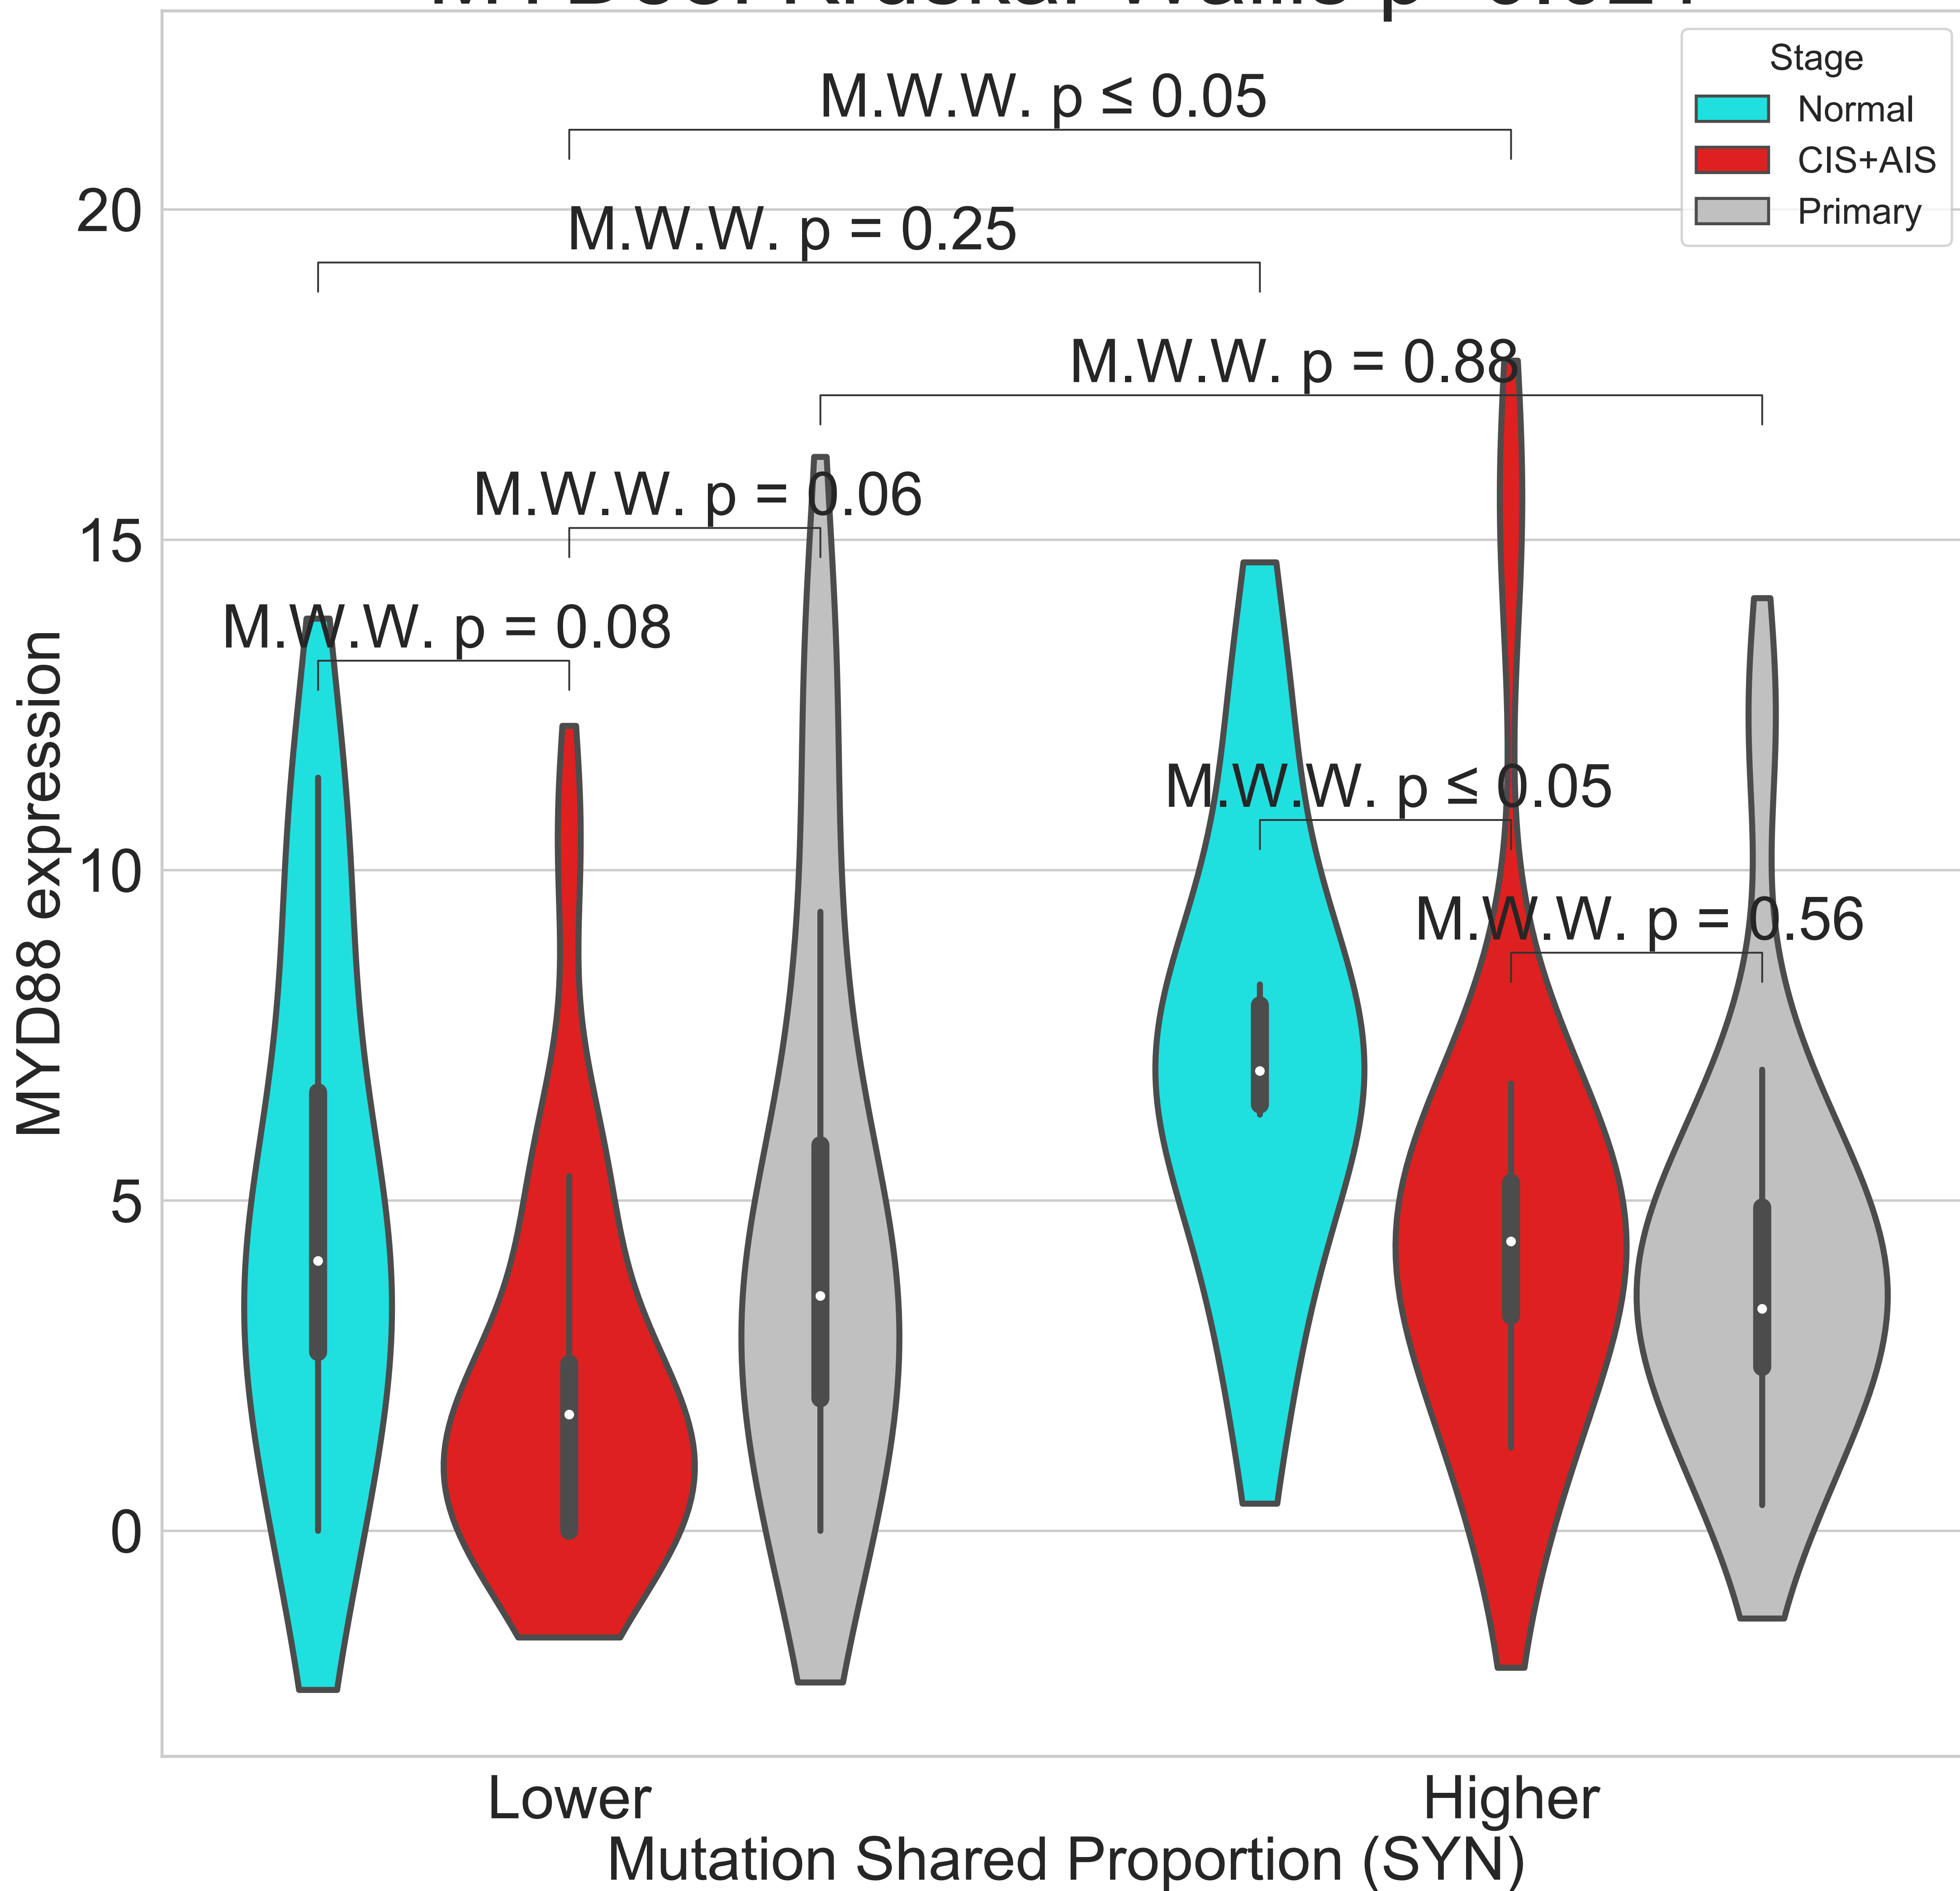 Stage
Normal
CIS+AIS
Primary
M.W.W. p ≤ 0.05
M.W.W. p = 0.25
M.W.W. p = 0.88
M.W.W. p = 0.06
M.W.W. p = 0.08
M.W.W. p ≤ 0.05
M.W.W. p = 0.56
20
15
10
5
0
MYD88 expression
Lower
Higher
Mutation Shared Proportion (SYN)